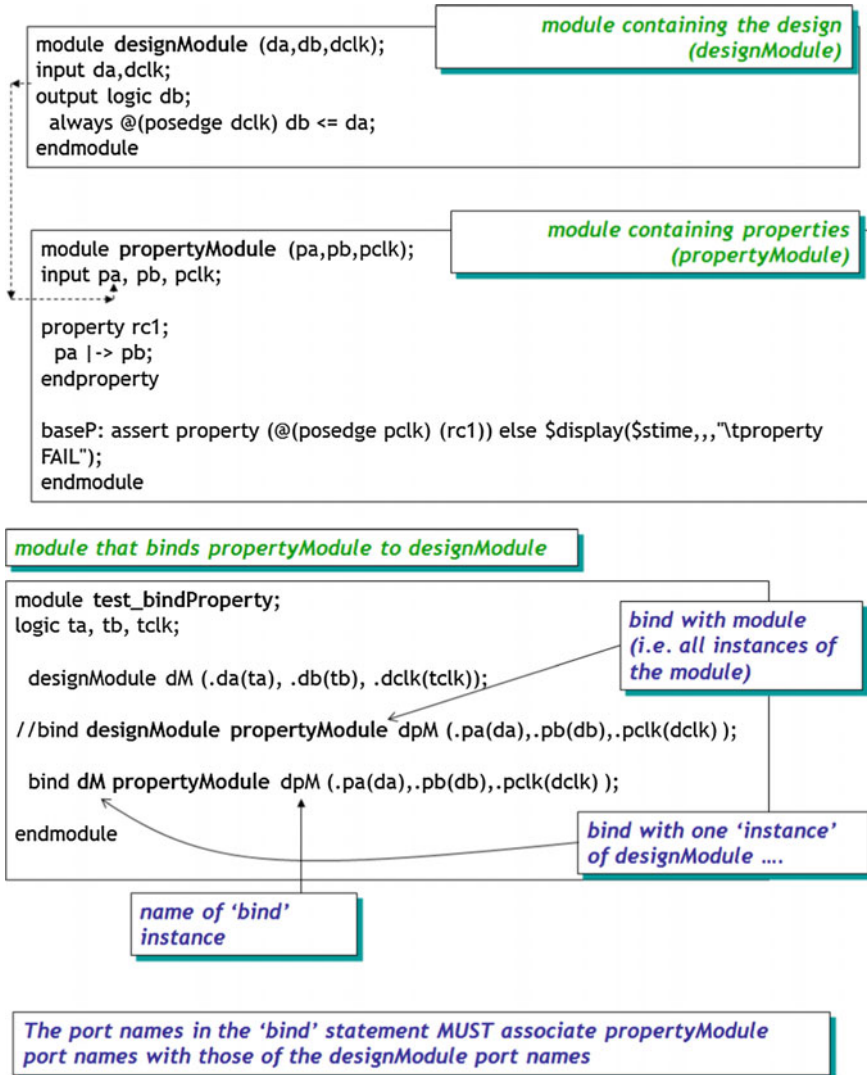 module containing the design
(designModule)
module designModule (da,db,dclk);
input da,dclk;
output logic db;
always @(posedge dclk) db <= da;
endmodule
module containing properties
(propertyModule)
module propertyModule (pa,pb,pclk);
input pa, pb, pclk;
property rc1;
pa |-> pb;
endproperty
baseP: assert property (@(posedge pclk) (rc1)) else $display($stime,,,"\tproperty
FAIL");
endmodule
module that binds propertyModule to designModule
module test_bindProperty;
logic ta, tb, tclk;
designModule dM (.da(ta), .db(tb), .dclk(tclk));
bind with module
(i.e. all instances of
the module)
//bind designModule propertyModule dpM (.pa(da),.pb(db),.pclk(dclk) );
bind dM propertyModule dpM (.pa(da),.pb(db),.pclk(dclk) );
endmodule
bind with one ‘instance’
of designModule ....
name of ‘bind’
instance
The port names in the ‘bind’ statement MUST associate propertyModule
port names with those of the designModule port names